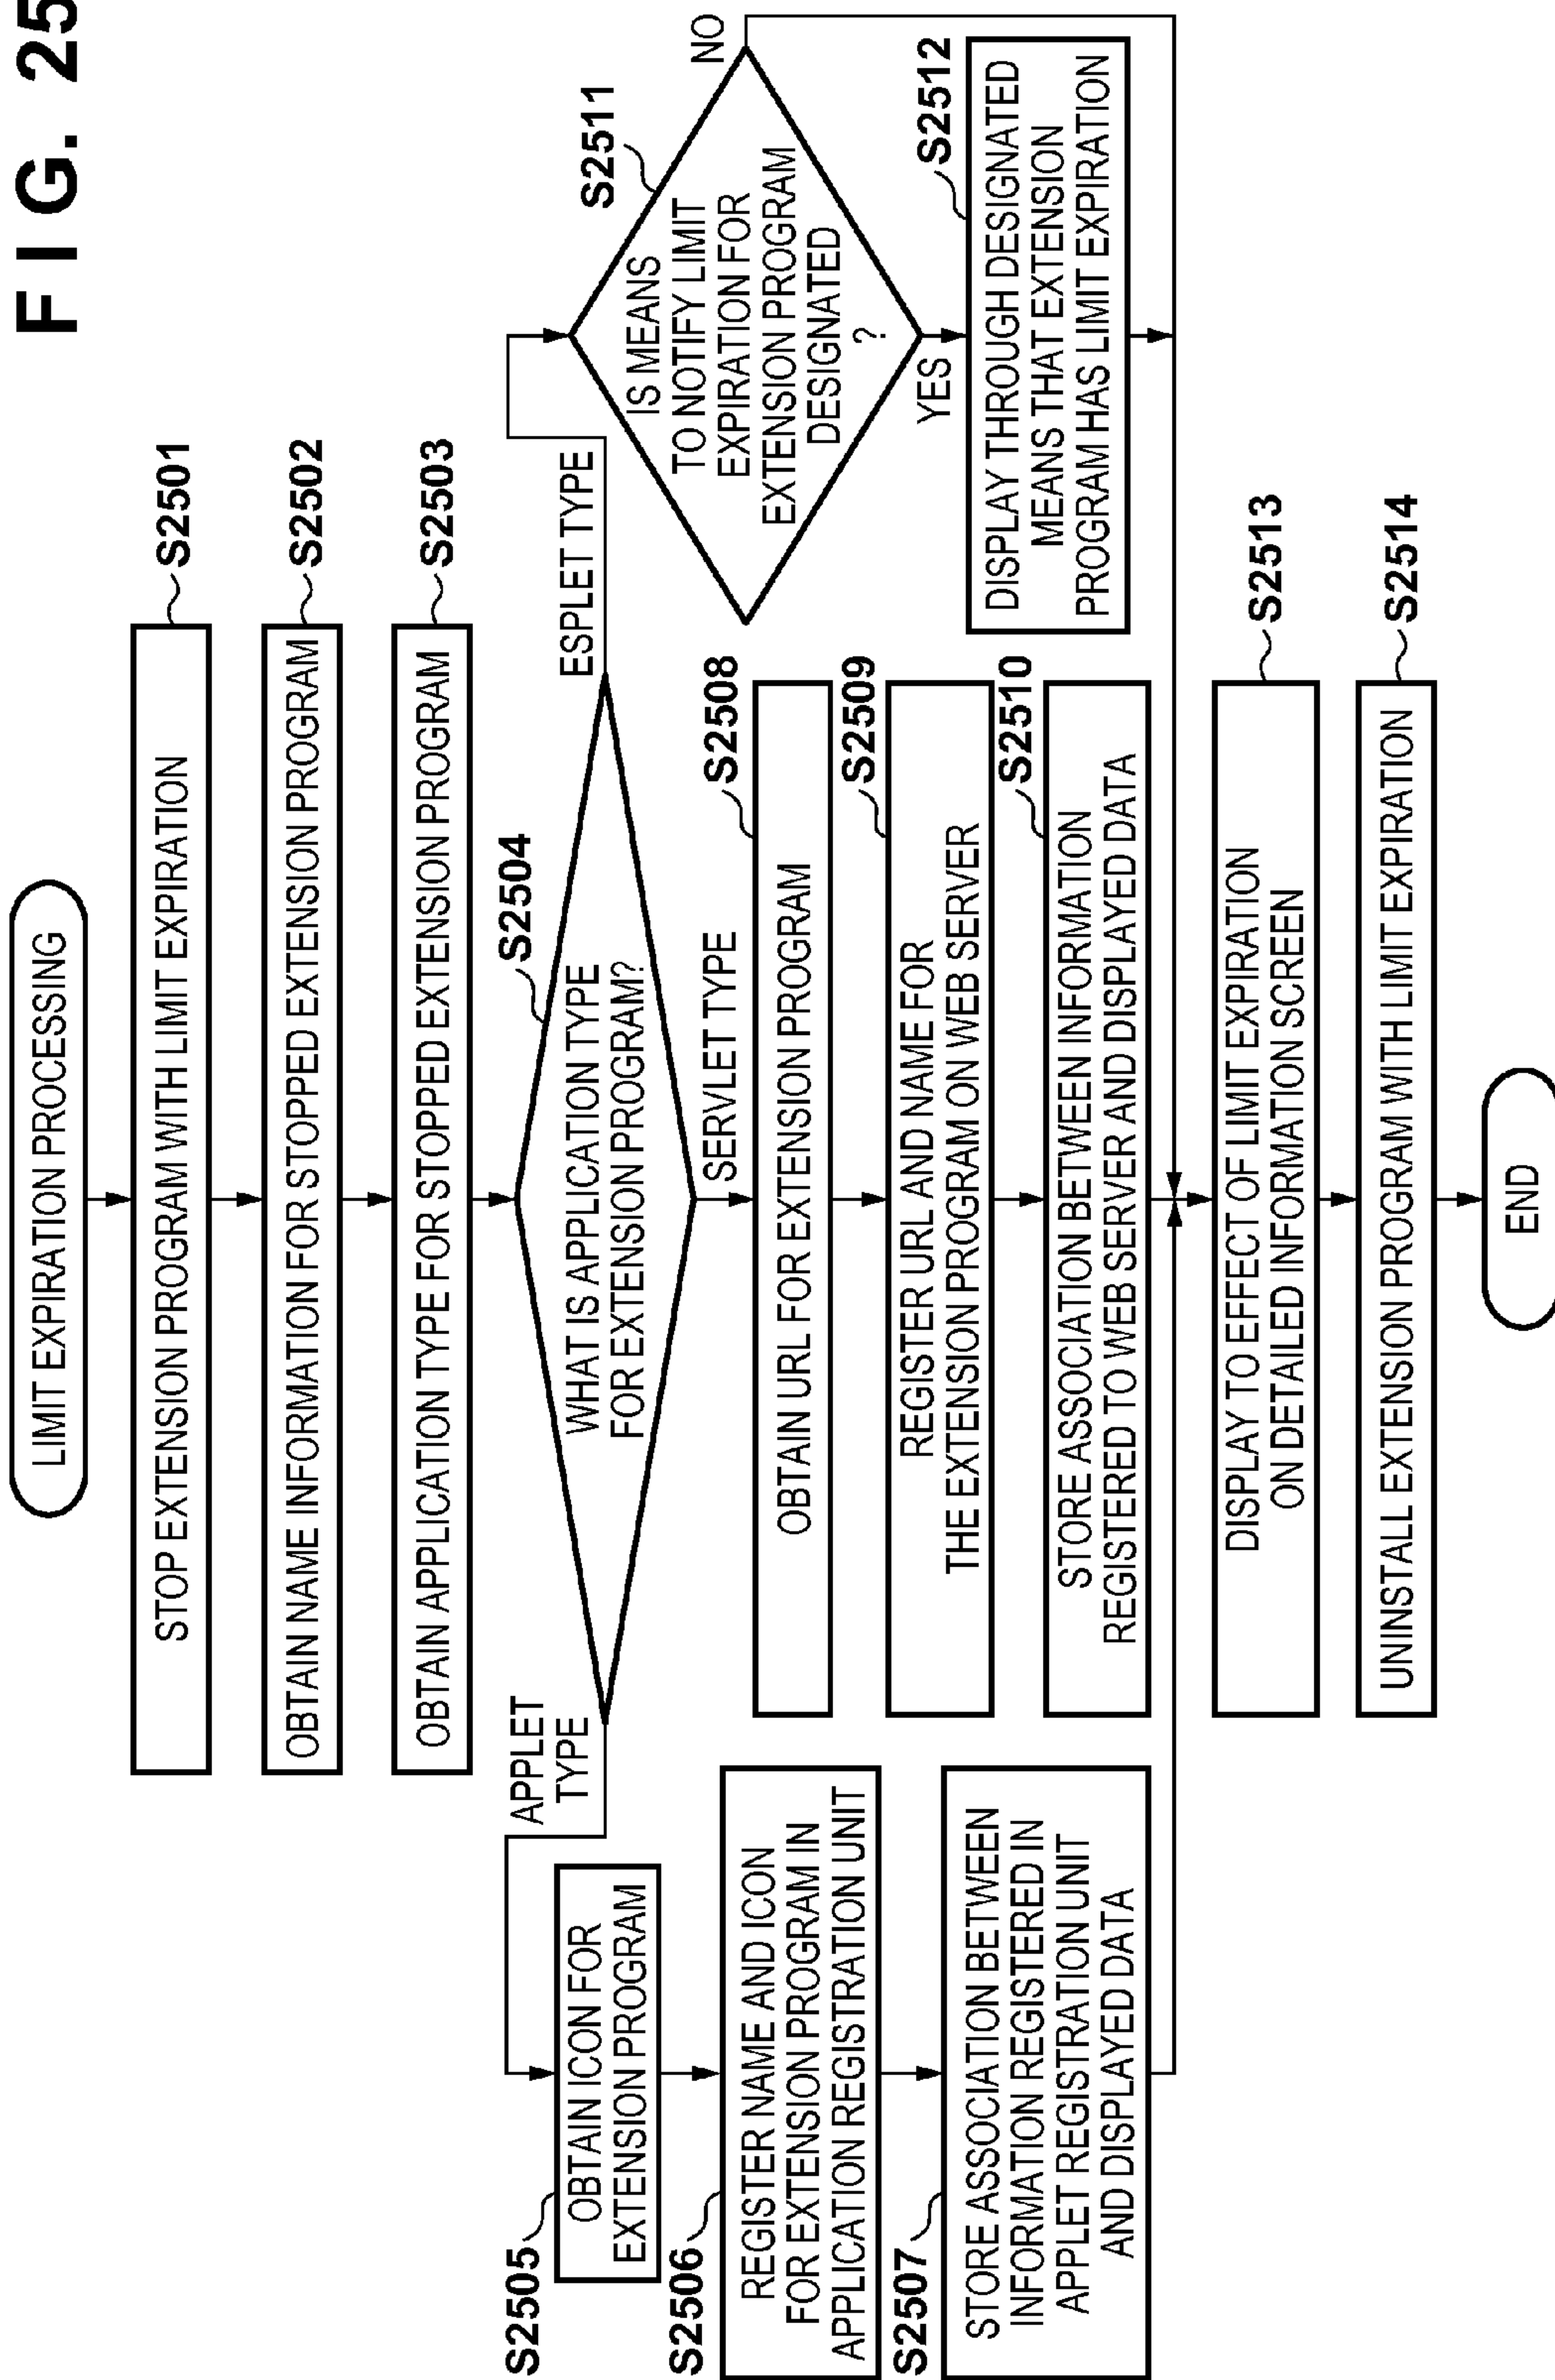 FIG. 25
LIMIT EXPIRATION PROCESSING
STOP EXTENSION PROGRAM WITH LIMIT EXPIRATION
S2501
OBTAIN NAME INFORMATION FOR STOPPED EXTENSION PROGRAM
S2502
OBTAIN APPLICATION TYPE FOR STOPPED EXTENSION PROGRAM
S2503
S2504
WHAT IS APPLICATION TYPE
FOR EXTENSION PROGRAM?
APPLET
TYPE
SERVLET TYPE
ESPLET TYPE
S2505
OBTAIN ICON FOR
EXTENSION PROGRAM
S2506
REGISTER NAME AND ICON
FOR EXTENSION PROGRAM IN
APPLICATION REGISTRATION UNIT
S2507
STORE ASSOCIATION BETWEEN
INFORMATION REGISTERED IN
APPLET REGISTRATION UNIT
AND DISPLAYED DATA
S2508
OBTAIN URL FOR EXTENSION PROGRAM
S2509
REGISTER URL AND NAME FOR
THE EXTENSION PROGRAM ON WEB SERVER
S2510
STORE ASSOCIATION BETWEEN INFORMATION
REGISTERED TO WEB SERVER AND DISPLAYED DATA
S2511
IS MEANS
TO NOTIFY LIMIT
EXPIRATION FOR
EXTENSION PROGRAM
DESIGNATED
?
NO
YES
S2512
DISPLAY THROUGH DESIGNATED
MEANS THAT EXTENSION
PROGRAM HAS LIMIT EXPIRATION
S2513
DISPLAY TO EFFECT OF LIMIT EXPIRATION
ON DETAILED INFORMATION SCREEN
S2514
UNINSTALL EXTENSION PROGRAM WITH LIMIT EXPIRATION
END